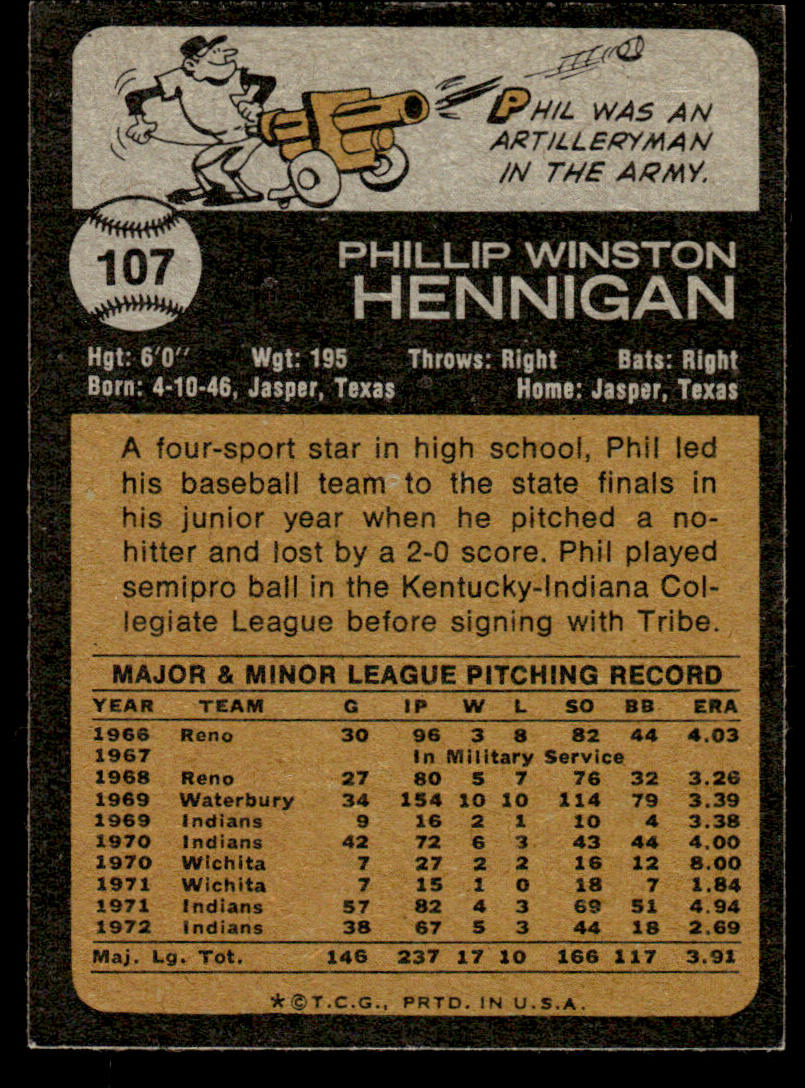 PHIL WAS AN
ARTILLERYMAN
IN THE ARMY.
107
PHILLIP WINSTON
HENNIGAN
Hgt: 6'0" Wgt: 195 Throws: Right Bats: Right
Born: 4-10-46, Jasper, Texas Home: Jasper, Texas
A four-sport star in high school, Phil led
his baseball team to the state finals in
his junior year when he pitched a no-
hitter and lost by a 2-0 score. Phil played
semipro ball in the Kentucky-Indiana Col-
legiate League before signing with Tribe.
MAJOR & MINOR LEAGUE PITCHING RECORD
YEAR TEAM G IP W L SO BB ERA
1966 Reno 30 96 3 8 82 44 4.03
1967 In Military Service
1968 Reno 27 80 5 7 76 32 3.26
1969 Waterbury 34 154 10 10 114 79 3.39
1969 Indians 9 16 2 1 10 4 3.38
1970 Indians 42 72 6 3 43 44 4.00
1970 Wichita 7 27 2 2 16 12 8.00
1971 Wichita 7 15 1 0 18 7 1.84
1971 Indians 57 82 4 3 69 51 4.94
1972 Indians 38 67 5 3 44 18 2.69
Maj. Lg. Tot. 146 237 17 10 166 117 3.91
*©T.C.G., PRTD. IN U.S.A.